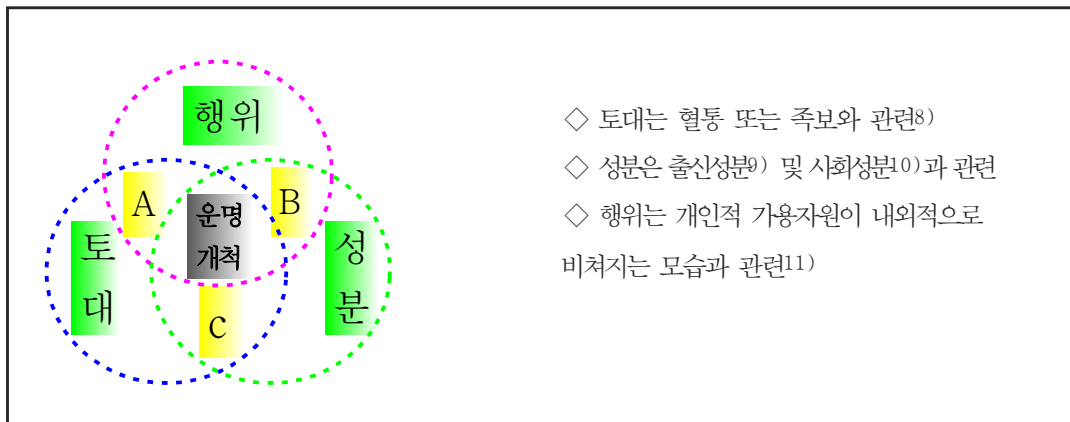 행위
A
B
운명
개척
토
대
성
분
c
◇ 토대는 혈통 또는 족보와 관련8)
◇ 성분은 출신성분9) 및 사회성분10)과 관련
◇ 행위는 개인적 가용자원이 내외적으로
비쳐지는 모습과 관련11)